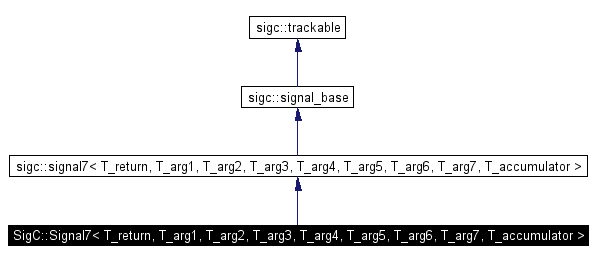 sigc::trackable
sigc::signal_base
sigc::signal7< T_return, T_arg1, T_arg2, T_arg3, T_arg4, T_arg5, T_arg6, T_arg7, T_accumulator >
SigC::Signal7< T_return, T_arg1, T_arg2, T_arg3, T_arg4, T_arg5, T_arg6, T_arg7, T_accumulator >